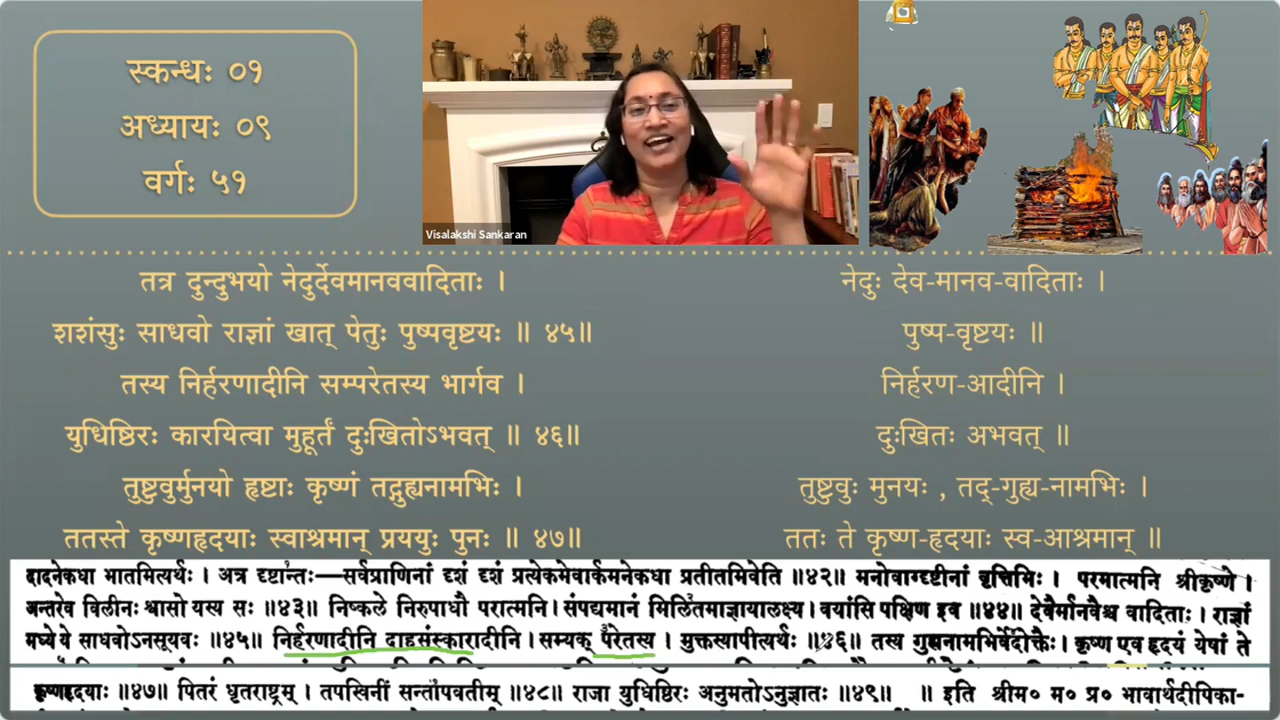 स्कन्धः ०१
अध्यायः ०९
वर्गः ५१
Visalakshi Sankaran
तत्र दुन्दुभयो नेदुर्देवमानववादिताः ।
शशंसुः साधवो राज्ञां खात् पेतुः पुष्पवृष्टयः ॥ ४५॥
तस्य निर्हरणादीनि सम्परेतस्य भार्गव ।
युधिष्ठिरः कारयित्वा मुहूर्तं दुःखितोऽभवत् ॥ ४६॥
तुष्टुवुर्मुनयो हृष्टाः कृष्णं तद्गुह्यनामभिः ।
ततस्ते कृष्णहृदयाः स्वाश्रमान् प्रययुः पुनः ॥ ४७॥
नेदुः देव-मानव-वादिताः ।
पुष्प-वृष्टयः ॥
निर्हरण-आदीनि ।
दुःखितः अभवत् ॥
तुष्टुवुः मुनयः , तद्-गुह्य-नामभिः ।
ततः ते कृष्ण-हृदयाः स्व-आश्रमान् ॥
दादनेकधा भातमित्यर्थः । अत्र दृष्टान्तः—सर्वप्राणिनां दृशं दृशं प्रत्येकमेवार्कमनेकधा प्रतीतमिवेति ॥४२॥ मनोवाग्दृष्टीनां वृत्तिभिः । परमात्मनि श्रीकृष्णे ।
अन्तरेव विलीनः श्वासो यस्य सः ॥४३॥ निष्कले निरुपाधौ परात्मनि । संपद्यमानं मिलितमाज्ञायालक्ष्य । वयांसि पक्षिण इव ॥४४॥ देवैर्मानवैश्च वादिताः । राज्ञां
मध्ये ये साधवोऽनसूयवः ॥४५॥ निर्हरणादीनि दाहसंस्कारादीनि । सम्यक् परेतस्य । मुक्तस्यापीत्यर्थः ॥४६॥ तस्य गुह्यनामभिर्वेदोक्तैः । कृष्ण एव हृदयं येषां ते
कृष्णहृदयाः ॥४७॥ पितरं धृतराष्ट्रम् । तपस्विनीं सन्तापवतीम् ॥४८॥ राजा युधिष्ठिरः अनुमतोऽनुज्ञातः ॥४९॥ ॥ इति श्रीम० म० प्र० भावार्थदीपिका-